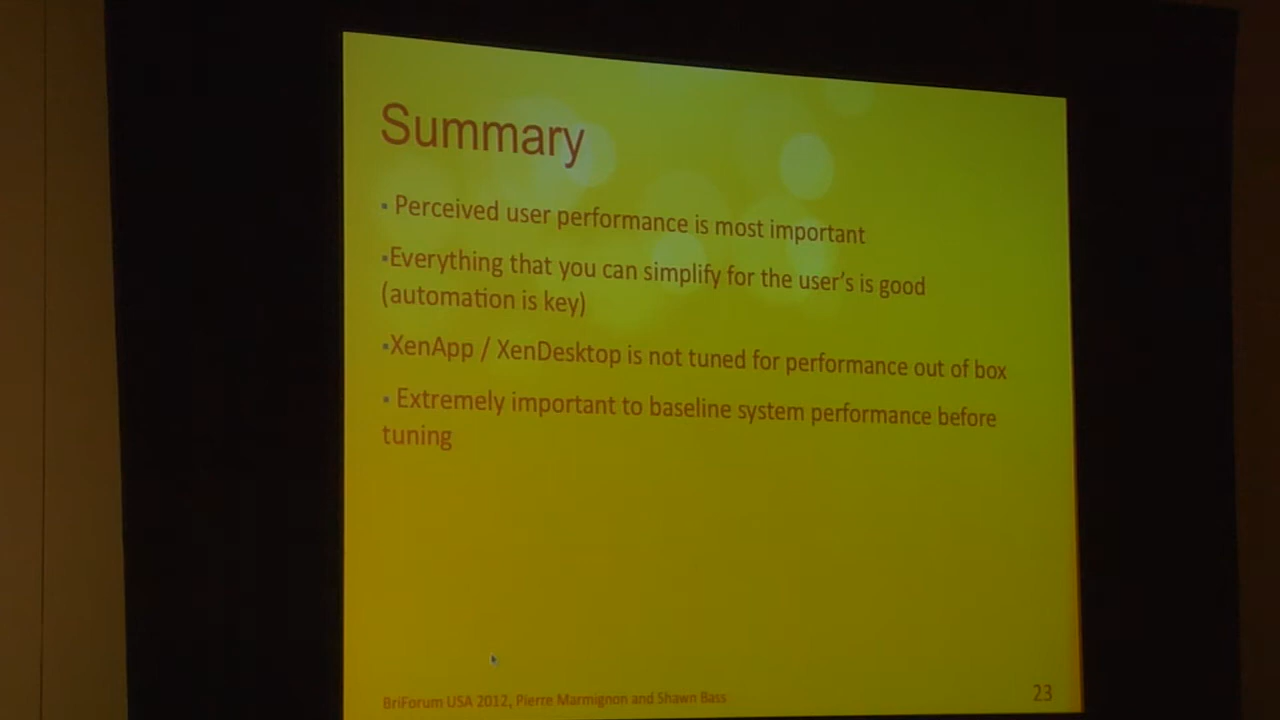 Summary
▪ Perceived user performance is most important
▪Everything that you can simplify for the user's is good
(automation is key)
▪XenApp / XenDesktop is not tuned for performance out of box
▪ Extremely important to baseline system performance before
tuning
BriForum USA 2012, Pierre Marmignon and Shawn Bass
23